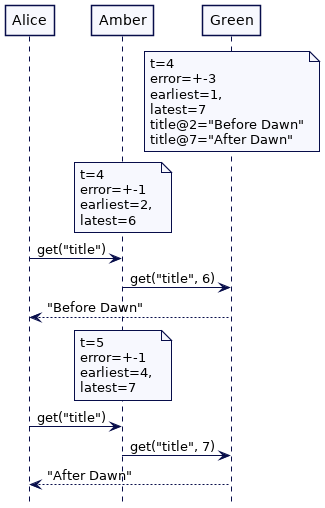 Alice
Amber
Green
t=4
error=+-3
earliest=1,
latest=7
title@2="Before Dawn"
title@7="After Dawn"
t=4
error=+-1
earliest=2,
latest=6
get("title")
get("title", 6)
"Before Dawn"
t=5
error=+-1
earliest=4,
latest=7
get("title")
get("title", 7)
"After Dawn"